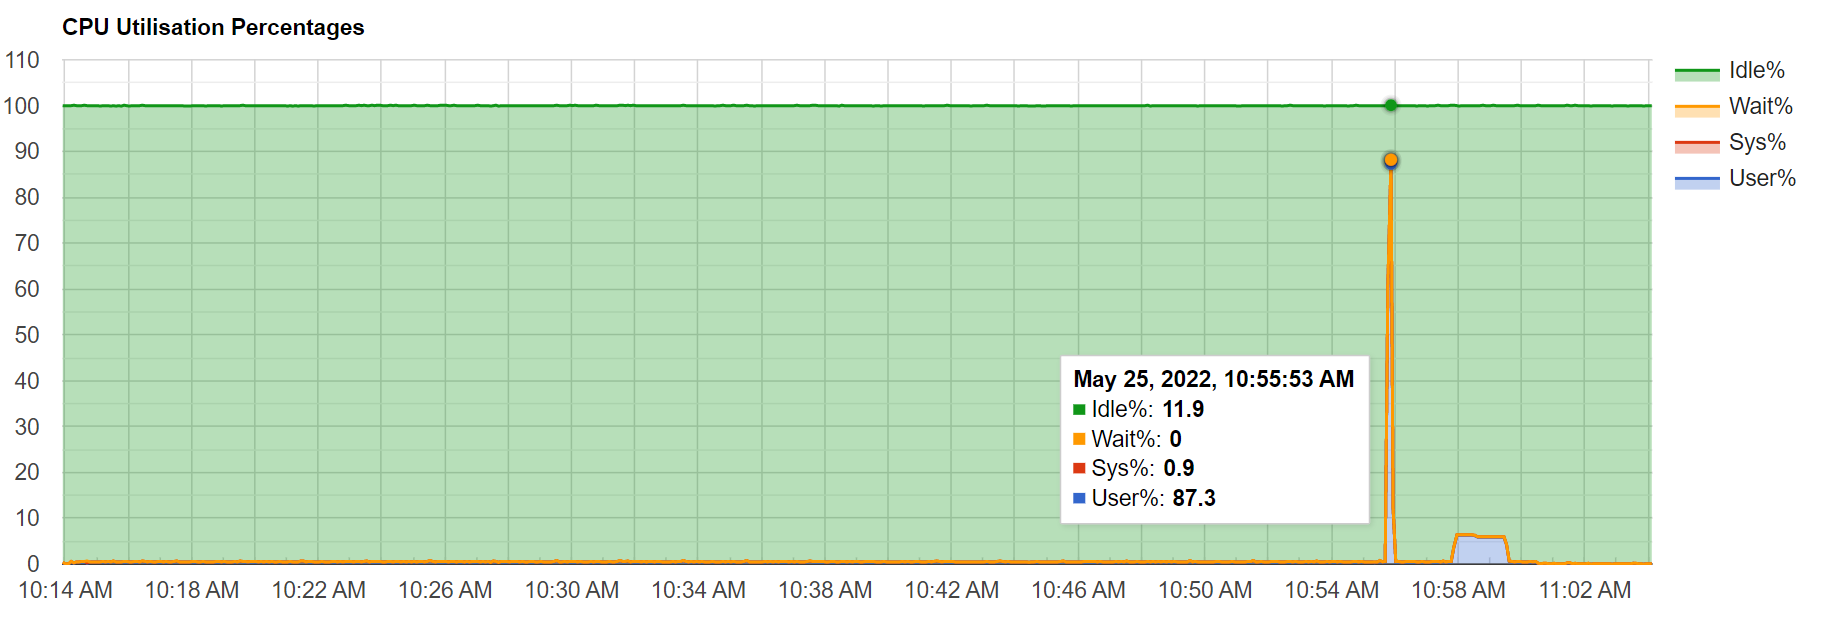 CPU Utilisation Percentages
110
100
90
80
70
60
50
40
30
20
10
0
Idle%
Wait%
Sys%
User%
May 25, 2022, 10:55:53 AM
Idle%: 11.9
Wait%: 0
Sys%: 0.9
User%: 87.3
10:14 AM 10:18 AM 10:22 AM 10:26 AM 10:30 AM 10:34 AM 10:38 AM 10:42 AM 10:46 AM 10:50 AM 10:54 AM 10:58 AM 11:02 AM